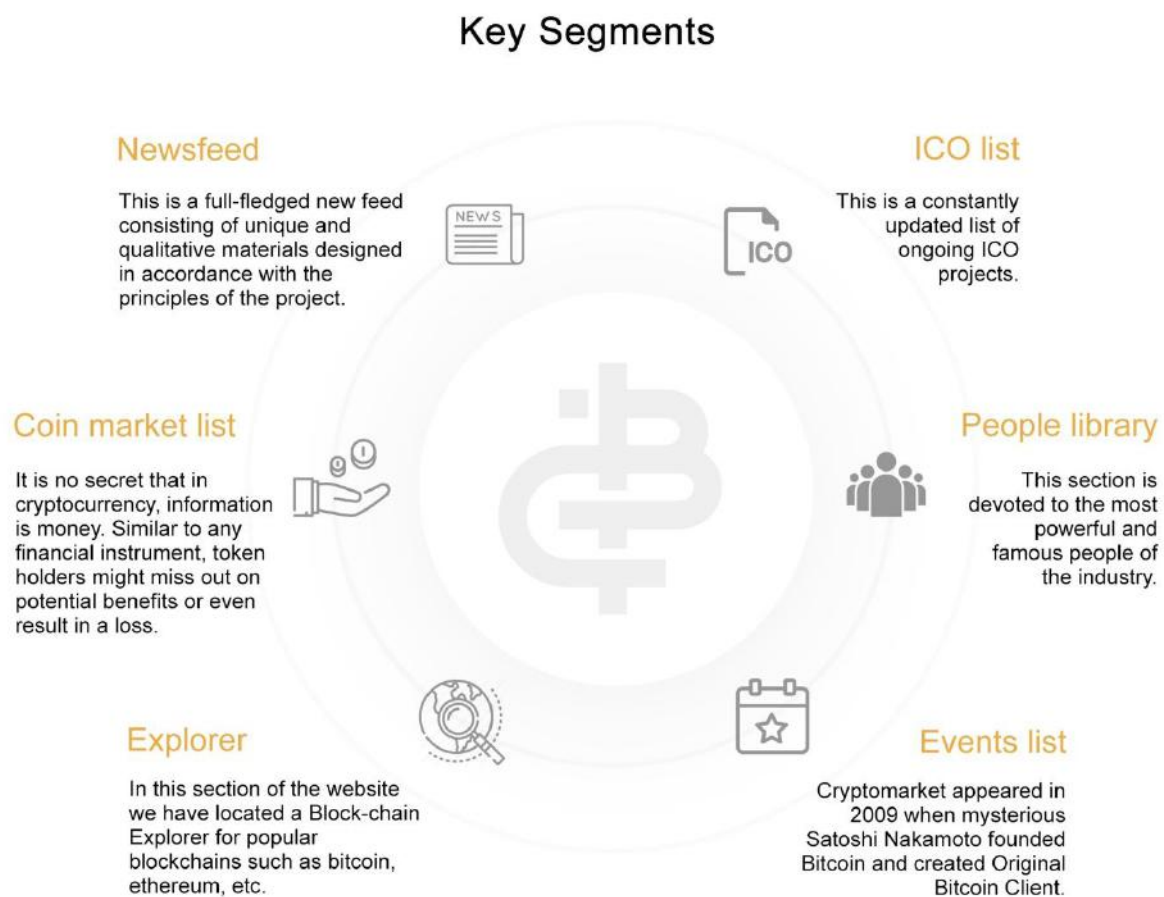 Key Segments
Newsfeed
This is a full-fledged new feed
consisting of unique and
qualitative materials designed
in accordance with the
principles of the project.
NEWS
ICO list
This is a constantly
updated list of
ongoing ICO
projects.
ICO
Coin market list
It is no secret that in
cryptocurrency, information
is money. Similar to any
financial instrument, token
holders might miss out on
potential benefits or even
result in a loss.
People library
This section is
devoted to the most
powerful and
famous people of
the industry.
Explorer
In this section of the website
we have located a Block-chain
Explorer for popular
blockchains such as bitcoin,
ethereum, etc.
Events list
Cryptomarket appeared in
2009 when mysterious
Satoshi Nakamoto founded
Bitcoin and created Original
Bitcoin Client.